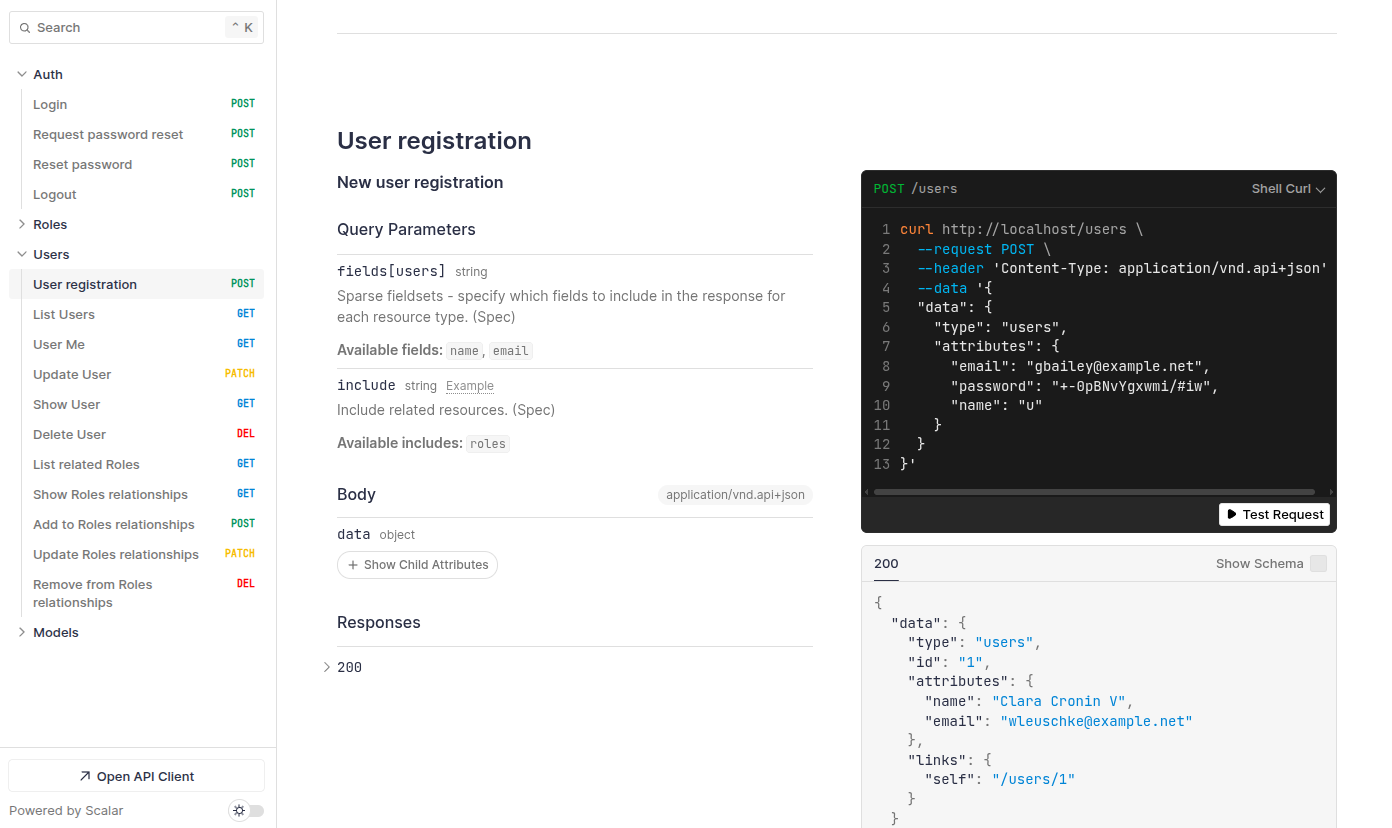 Search
⌃ K
Auth
Login POST
Request password reset POST
Reset password POST
Logout POST
Roles
Users
User registration POST
List Users GET
User Me GET
Update User PATCH
Show User GET
Delete User DEL
List related Roles GET
Show Roles relationships GET
Add to Roles relationships POST
Update Roles relationships PATCH
Remove from Roles DEL
relationships
Models
Open API Client
Powered by Scalar
User registration
New user registration
Query Parameters
fields[users] string
Sparse fieldsets - specify which fields to include in the response for
each resource type. (Spec)
Available fields: name, email
include string Example
Include related resources. (Spec)
Available includes: roles
Body application/vnd.api+json
data object
Show Child Attributes
Responses
200
POST /users Shell Curl
1 curl http://localhost/users \
2   --request POST \
3   --header 'Content-Type: application/vnd.api+json'
4   --data '{
5   "data": {
6     "type": "users",
7     "attributes": {
8       "email": "gbailey@example.net",
9       "password": "+-0pBNvYgxwmi/#iw",
10       "name": "u"
11     }
12   }
13 }'
Test Request
200 Show Schema
{
  "data": {
    "type": "users",
    "id": "1",
    "attributes": {
      "name": "Clara Cronin V",
      "email": "wleuschke@example.net"
    },
    "links": {
      "self": "/users/1"
    }
  }